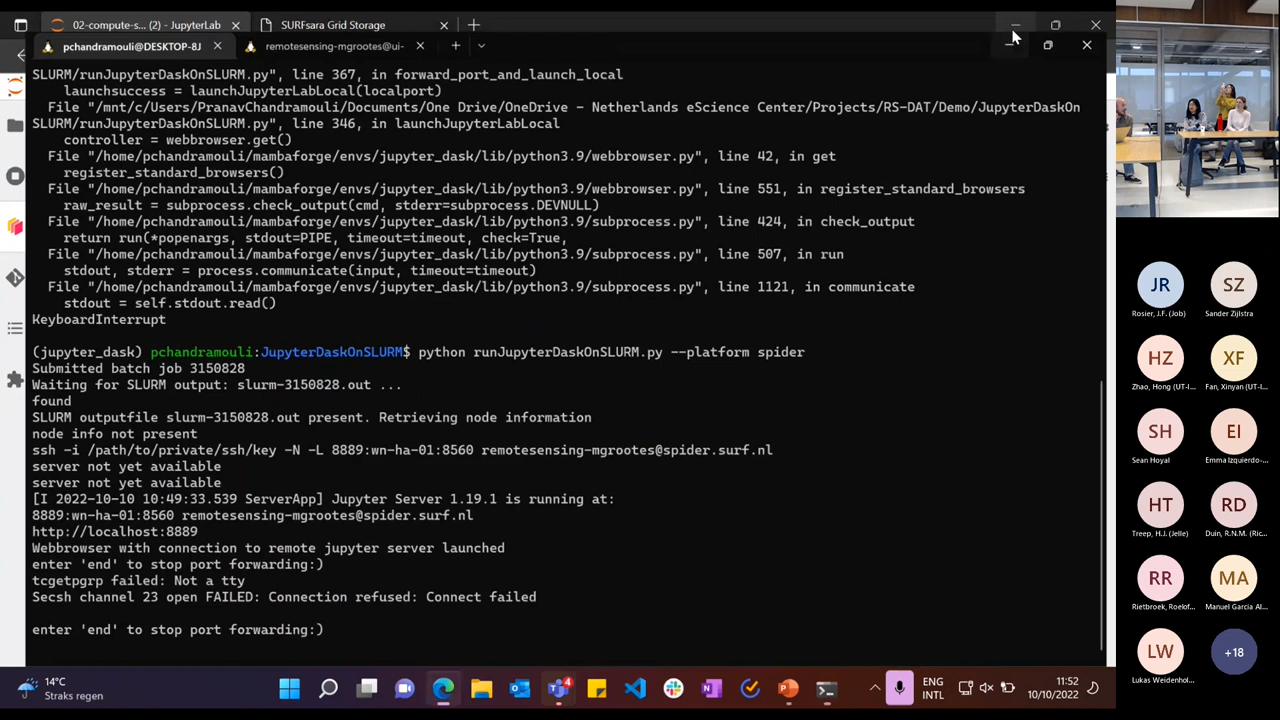 02-compute-s... (2) - JupyterLab
SURFsara Grid Storage
pchandramouli@DESKTOP-8J
remotesensing-mgrootes@ui-
SLURM/runJupyterDaskOnSLURM.py", line 367, in forward_port_and_launch_local
launchsuccess = launchJupyterLabLocal(localport)
File "/mnt/c/Users/PranavChandramouli/Documents/One Drive/OneDrive - Netherlands eScience Center/Projects/RS-DAT/Demo/JupyterDaskOn
SLURM/runJupyterDaskOnSLURM.py", line 346, in launchJupyterLabLocal
controller = webbrowser.get()
File "/home/pchandramouli/mambaforge/envs/jupyter_dask/lib/python3.9/webbrowser.py", line 42, in get
register_standard_browsers()
File "/home/pchandramouli/mambaforge/envs/jupyter_dask/lib/python3.9/webbrowser.py", line 551, in register_standard_browsers
raw_result = subprocess.check_output(cmd, stderr=subprocess.DEVNULL)
File "/home/pchandramouli/mambaforge/envs/jupyter_dask/lib/python3.9/subprocess.py", line 424, in check_output
return run(*popenargs, stdout=PIPE, timeout=timeout, check=True,
File "/home/pchandramouli/mambaforge/envs/jupyter_dask/lib/python3.9/subprocess.py", line 507, in run
stdout, stderr = process.communicate(input, timeout=timeout)
File "/home/pchandramouli/mambaforge/envs/jupyter_dask/lib/python3.9/subprocess.py", line 1121, in communicate
stdout = self.stdout.read()
KeyboardInterrupt
(jupyter_dask) pchandramouli:JupyterDaskOnSLURM$ python runJupyterDaskOnSLURM.py --platform spider
Submitted batch job 3150828
Waiting for SLURM output: slurm-3150828.out ...
found
SLURM outputfile slurm-3150828.out present. Retrieving node information
node info not present
ssh -i /path/to/private/ssh/key -N -L 8889:wn-ha-01:8560 remotesensing-mgrootes@spider.surf.nl
server not yet available
server not yet available
[I 2022-10-10 10:49:33.539 ServerApp] Jupyter Server 1.19.1 is running at:
8889:wn-ha-01:8560 remotesensing-mgrootes@spider.surf.nl
http://localhost:8889
Webbrowser with connection to remote jupyter server launched
enter 'end' to stop port forwarding:)
tcgetpgrp failed: Not a tty
Secsh channel 23 open FAILED: Connection refused: Connect failed
enter 'end' to stop port forwarding:)
14°C
Straks regen
4
ENG
INTL
11:52
10/10/2022
JR
Rosier, J.F. (Job)
SZ
Sander Zijlstra
HZ
Zhao, Hong (UT-I...
XF
Fan, Xinyan (UT-...
SH
Sean Hoyal
EI
Emma Izquierdo-...
HT
Treep, H.J. (Jelle)
RD
Duin, R.N.M. (Ric...
RR
Rietbroek, Roelof...
MA
Manuel Garcia Al...
LW
Lukas Weidenhol...
+18